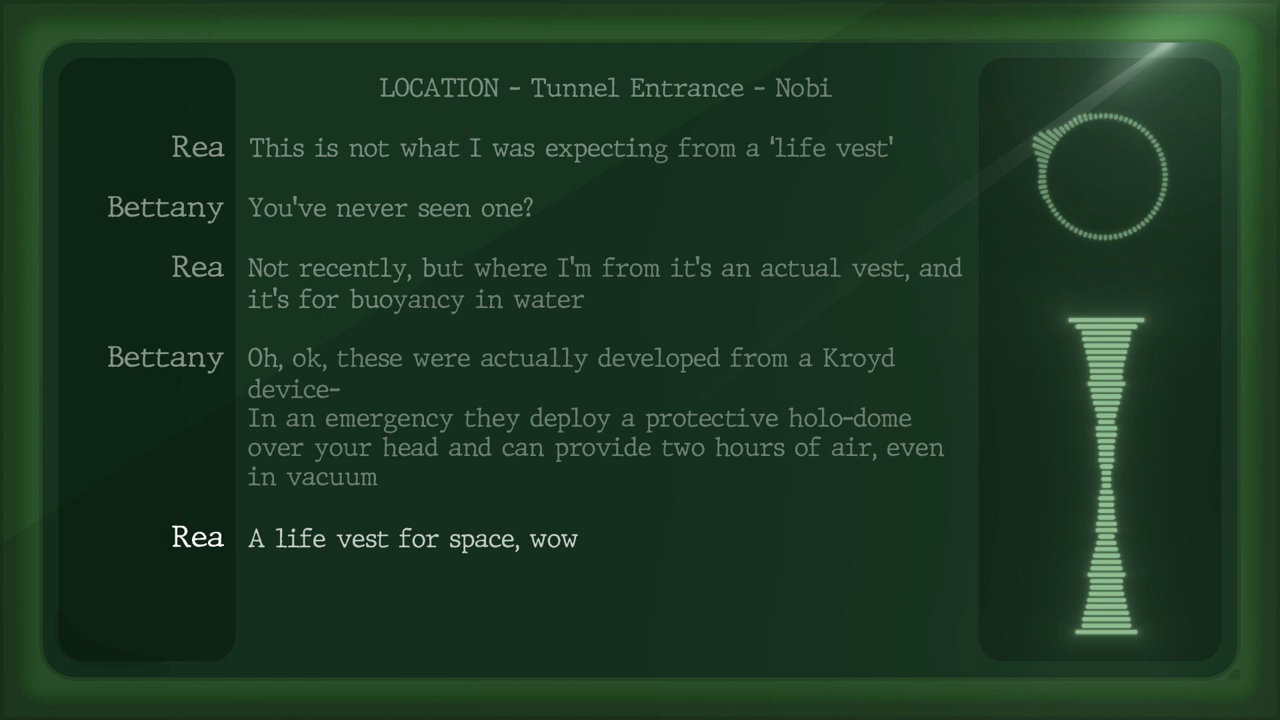 LOCATION - Tunnel Entrance - Nobi
Rea This is not what I was expecting from a 'life vest'
Bettany You've never seen one?
Rea Not recently, but where I'm from it's an actual vest, and
it's for buoyancy in water
Bettany Oh, ok, these were actually developed from a Kroyd
device-
In an emergency they deploy a protective holo-dome
over your head and can provide two hours of air, even
in vacuum
Rea A life vest for space, wow